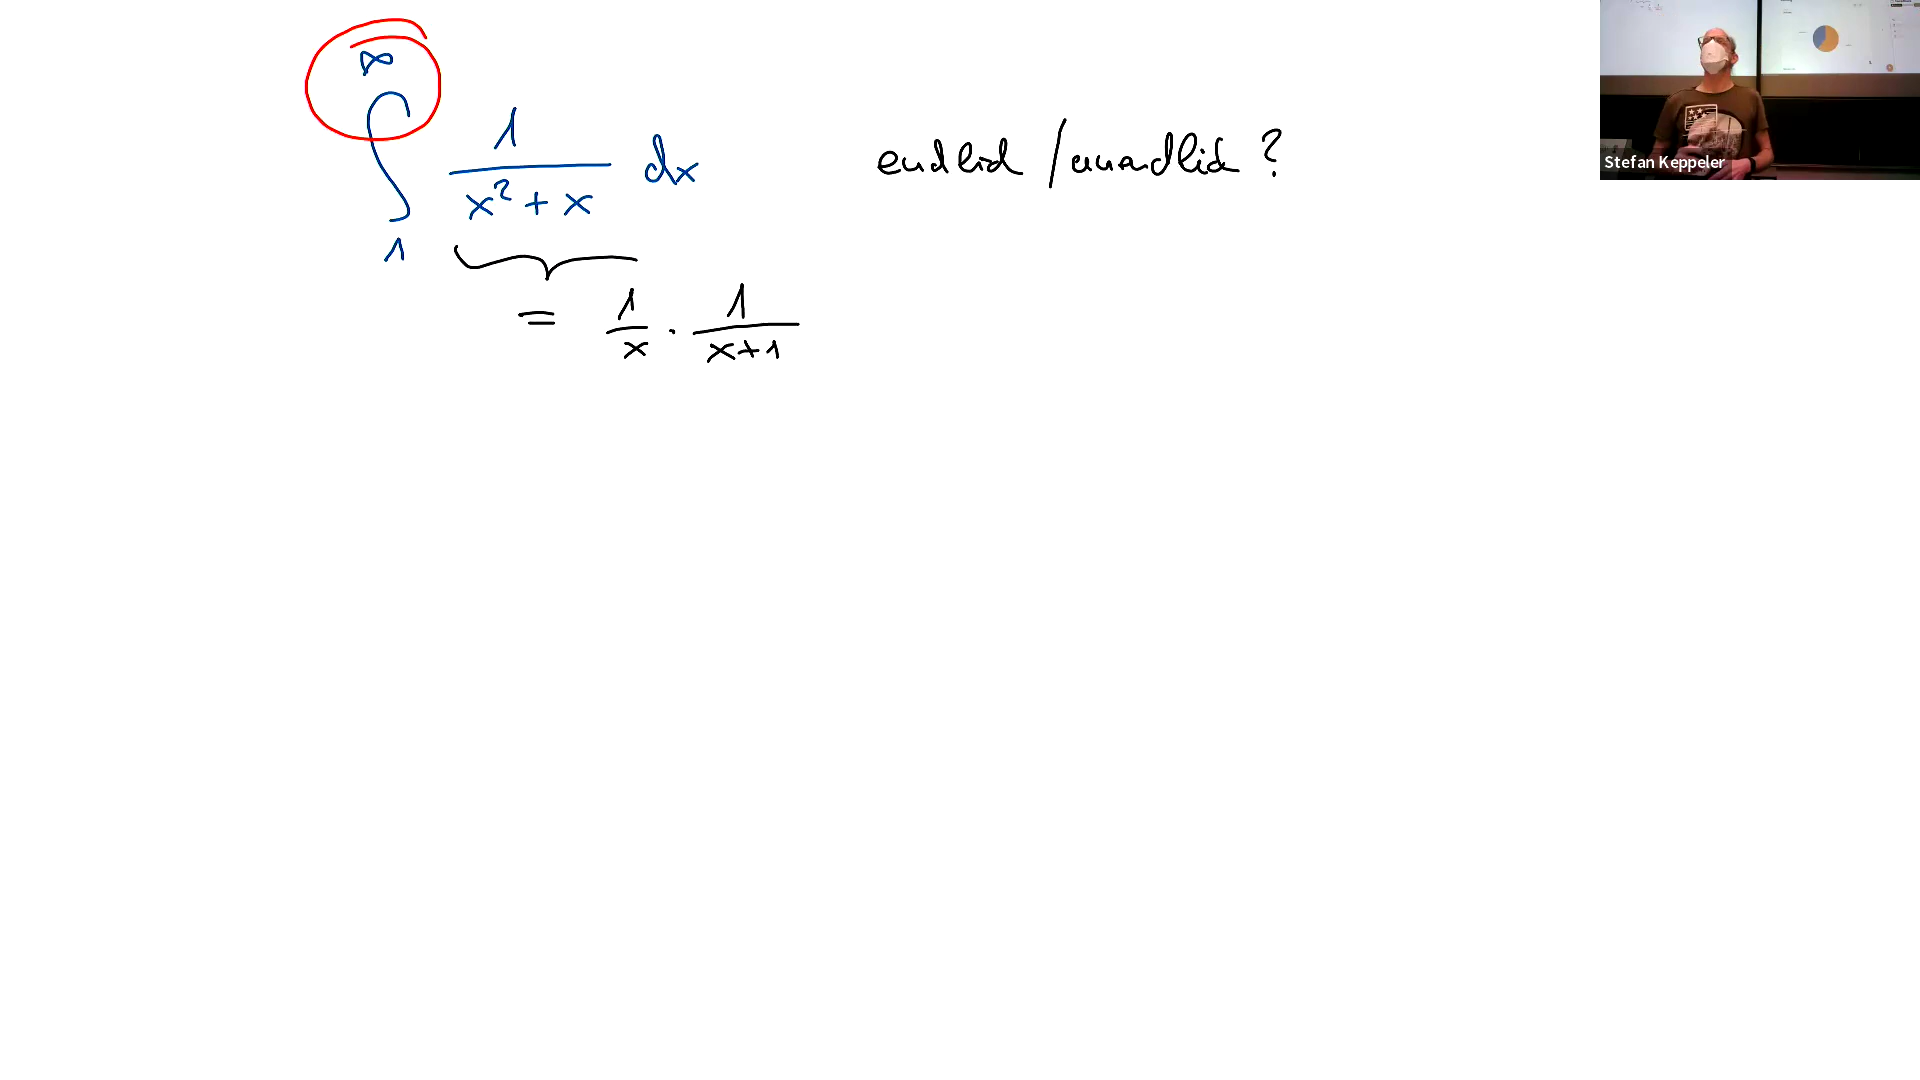 ∞
∫ 1/(x² + x) dx endlich / unendlich ?
1
= 1/x · 1/(x+1)
Stefan Keppeler